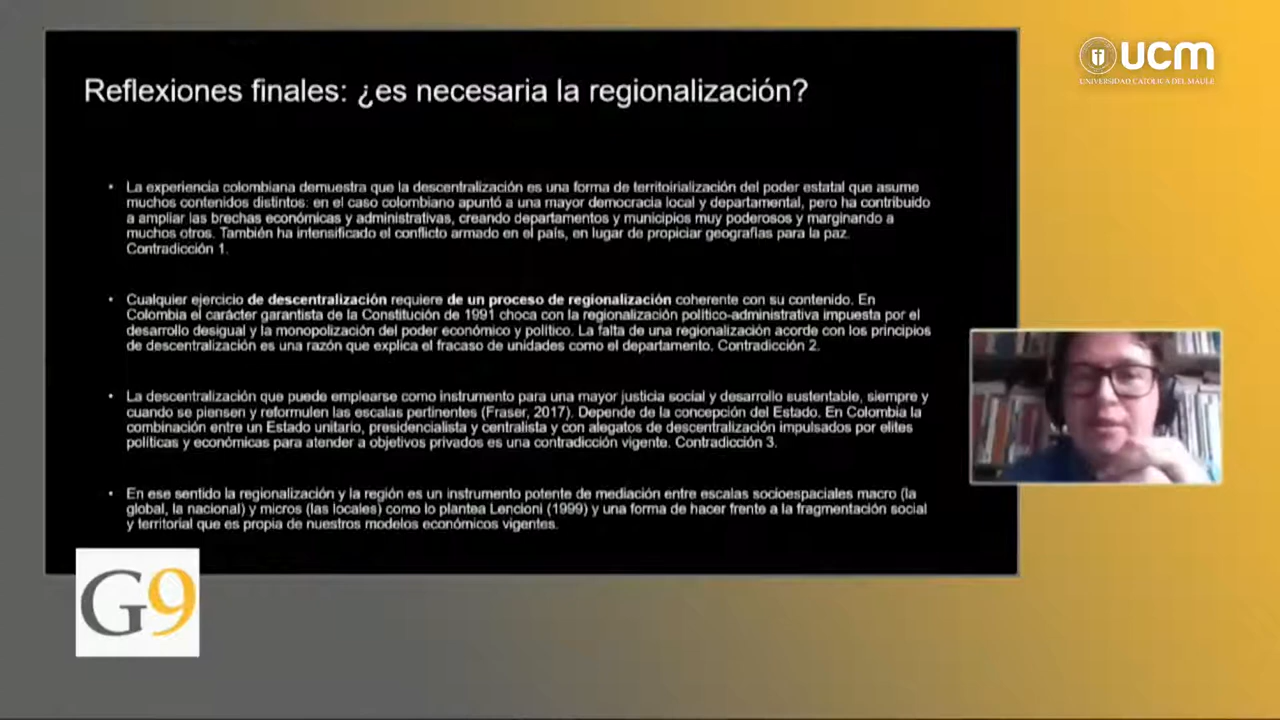 UCM
UNIVERSIDAD CATÓLICA DEL MAULE
Reflexiones finales: ¿es necesaria la regionalización?
• La experiencia colombiana demuestra que la descentralización es una forma de territoirialización del poder estatal que asume
muchos contenidos distintos: en el caso colombiano apuntó a una mayor democracia local y departamental, pero ha contribuido
a ampliar las brechas económicas y administrativas, creando departamentos y municipios muy poderosos y marginando a
muchos otros. También ha intensificado el conflicto armado en el país, en lugar de propiciar geografías para la paz.
Contradicción 1.
• Cualquier ejercicio de descentralización requiere de un proceso de regionalización coherente con su contenido. En
Colombia el carácter garantista de la Constitución de 1991 choca con la regionalización político-administrativa impuesta por el
desarrollo desigual y la monopolización del poder económico y político. La falta de una regionalización acorde con los principios
de descentralización es una razón que explica el fracaso de unidades como el departamento. Contradicción 2.
• La descentralización que puede emplearse como instrumento para una mayor justicia social y desarrollo sustentable, siempre y
cuando se piensen y reformulen las escalas pertinentes (Fraser, 2017). Depende de la concepción del Estado. En Colombia la
combinación entre un Estado unitario, presidencialista y centralista y con alegatos de descentralización impulsados por elites
políticas y económicas para atender a objetivos privados es una contradicción vigente. Contradicción 3.
• En ese sentido la regionalización y la región es un instrumento potente de mediación entre escalas socioespaciales macro (la
global, la nacional) y micros (las locales) como lo plantea Lencioni (1999) y una forma de hacer frente a la fragmentación social
y territorial que es propia de nuestros modelos económicos vigentes.
G9